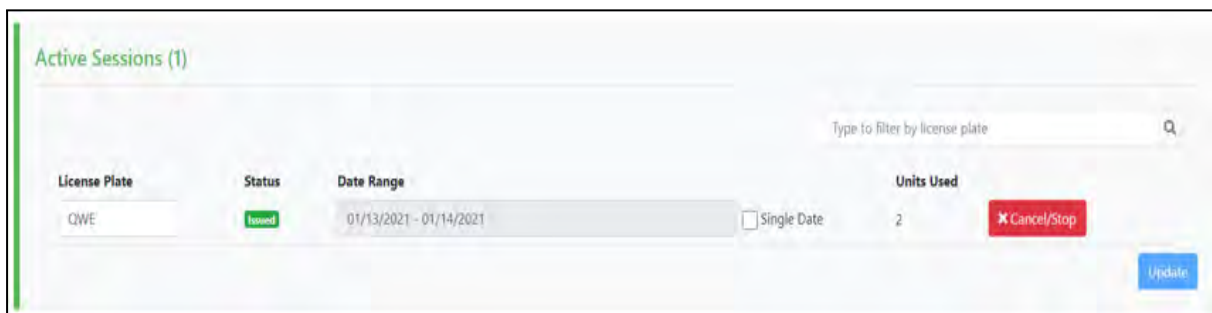 Active Sessions (1)
Type to filter by license plate
License Plate Status Date Range Units Used
QWE Issued 01/13/2021 - 01/14/2021 Single Date 2 Cancel/Stop
Update